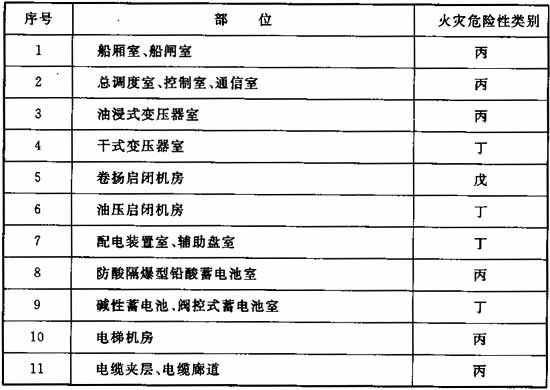 序号 部位 火灾危险性类别
1 船厢室、船闸室 丙
2 总调度室、控制室、通信室 丙
3 油浸式变压器室 丙
4 干式变压器室 丁
5 卷扬启闭机房 戊
6 油压启闭机房 丁
7 配电装置室、辅助盘室 丁
8 防酸隔爆型铅酸蓄电池室 丙
9 碱性蓄电池、阀控式蓄电池室 丁
10 电梯机房 丙
11 电缆夹层、电缆廊道 丙